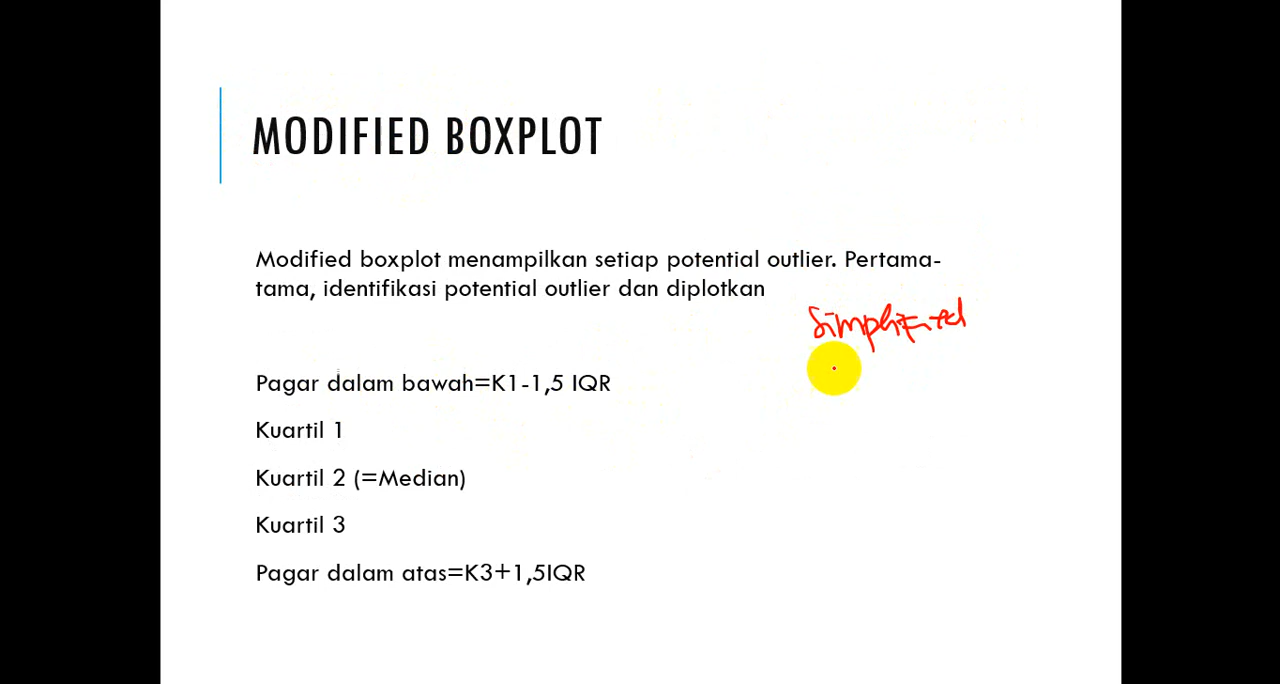 MODIFIED BOXPLOT
Modified boxplot menampilkan setiap potential outlier. Pertama-
tama, identifikasi potential outlier dan diplotkan
Simplified
Pagar dalam bawah=K1-1,5 IQR
Kuartil 1
Kuartil 2 (=Median)
Kuartil 3
Pagar dalam atas=K3+1,5IQR